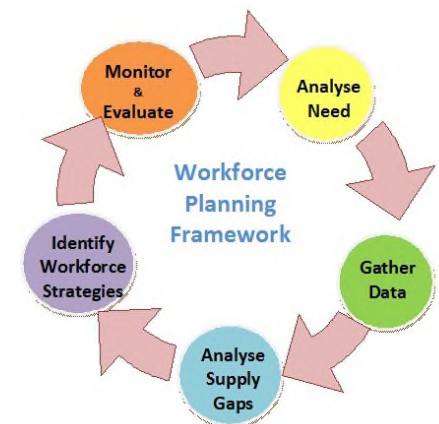 Monitor
&
Evaluate
Analyse
Need
Workforce
Planning
Framework
Gather
Data
Analyse
Supply
Gaps
Identify
Workforce
Strategies